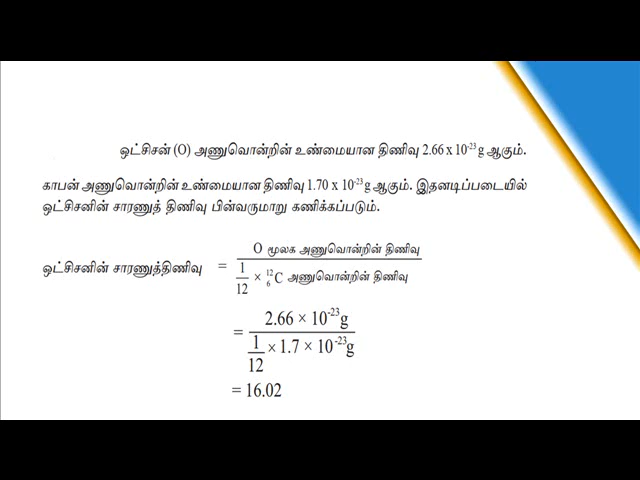 ஒட்சிசன் (O) அணுவொன்றின் உண்மையான திணிவு 2.66 x 10⁻²³ g ஆகும்.
காபன் அணுவொன்றின் உண்மையான திணிவு 1.70 x 10⁻²³ g ஆகும். இதனடிப்படையில்
ஒட்சிசனின் சாரணுத் திணிவு பின்வருமாறு கணிக்கப்படும்.
O மூலக அணுவொன்றின் திணிவு
ஒட்சிசனின் சாரணுத்திணிவு =
1/12 × ¹²₆C அணுவொன்றின் திணிவு
2.66 × 10⁻²³g
=
1/12 × 1.7 × 10⁻²³g
= 16.02